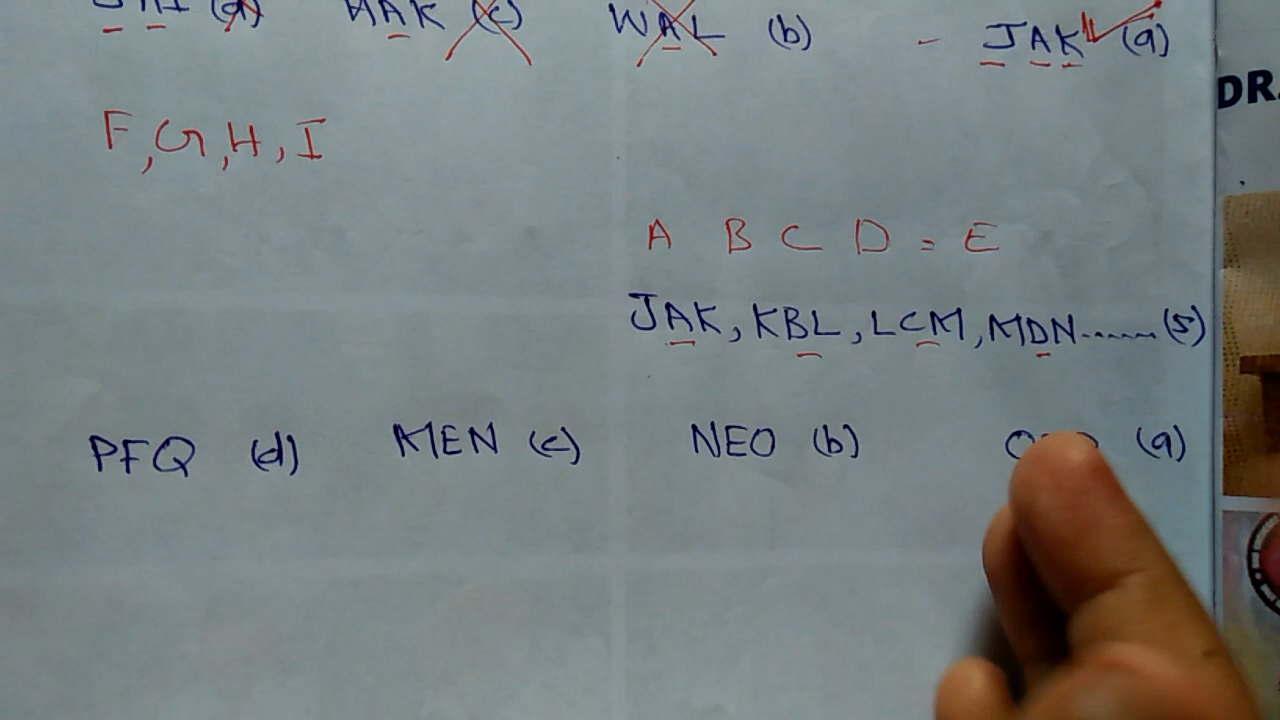 HAK (c) WAL (b) - JAK (a)
F, G, H, I
A B C D = E
JAK, KBL, LCM, MDN...... (5)
PFQ (d) MEN (c) NEO (b) (a)
DR.